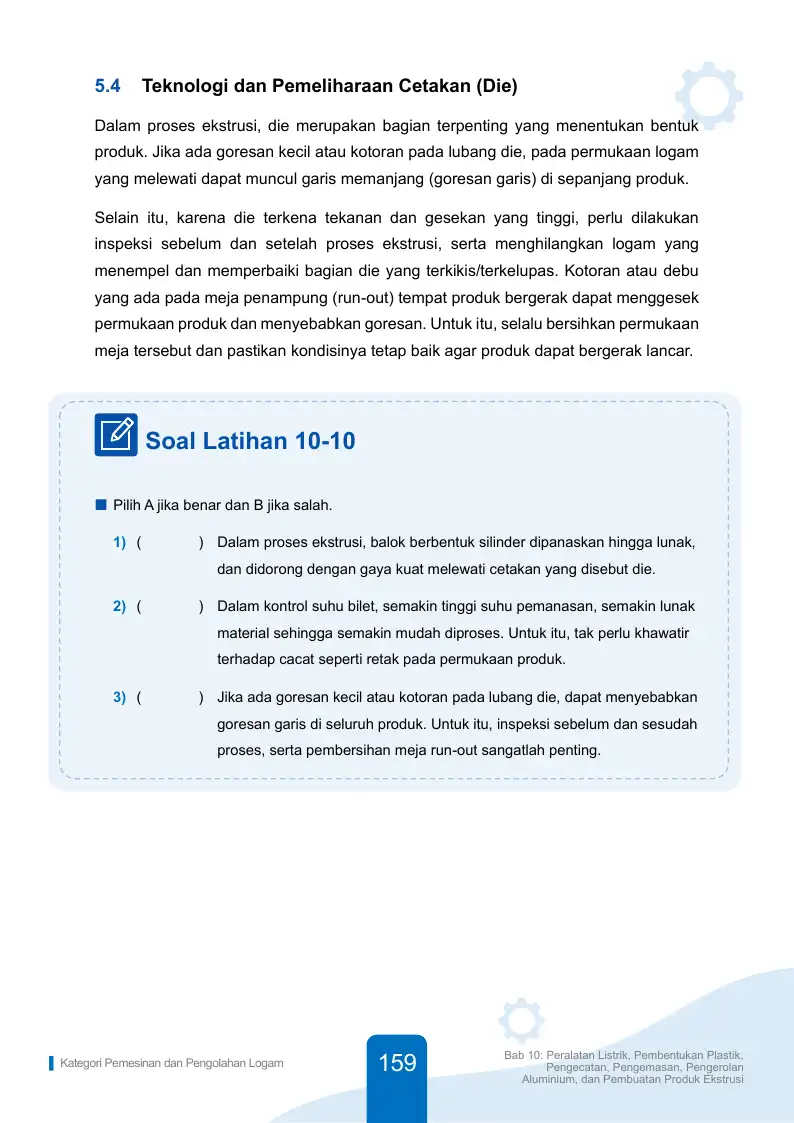 5.4 Teknologi dan Pemeliharaan Cetakan (Die)
Dalam proses ekstrusi, die merupakan bagian terpenting yang menentukan bentuk
produk. Jika ada goresan kecil atau kotoran pada lubang die, pada permukaan logam
yang melewati dapat muncul garis memanjang (goresan garis) di sepanjang produk.
Selain itu, karena die terkena tekanan dan gesekan yang tinggi, perlu dilakukan
inspeksi sebelum dan setelah proses ekstrusi, serta menghilangkan logam yang
menempel dan memperbaiki bagian die yang terkikis/terkelupas. Kotoran atau debu
yang ada pada meja penampung (run-out) tempat produk bergerak dapat menggesek
permukaan produk dan menyebabkan goresan. Untuk itu, selalu bersihkan permukaan
meja tersebut dan pastikan kondisinya tetap baik agar produk dapat bergerak lancar.
Soal Latihan 10-10
■ Pilih A jika benar dan B jika salah.
1) ( ) Dalam proses ekstrusi, balok berbentuk silinder dipanaskan hingga lunak,
dan didorong dengan gaya kuat melewati cetakan yang disebut die.
2) ( ) Dalam kontrol suhu bilet, semakin tinggi suhu pemanasan, semakin lunak
material sehingga semakin mudah diproses. Untuk itu, tak perlu khawatir
terhadap cacat seperti retak pada permukaan produk.
3) ( ) Jika ada goresan kecil atau kotoran pada lubang die, dapat menyebabkan
goresan garis di seluruh produk. Untuk itu, inspeksi sebelum dan sesudah
proses, serta pembersihan meja run-out sangatlah penting.
Kategori Pemesinan dan Pengolahan Logam
159
Bab 10: Peralatan Listrik, Pembentukan Plastik,
Pengecatan, Pengemasan, Pengerolan
Aluminium, dan Pembuatan Produk Ekstrusi